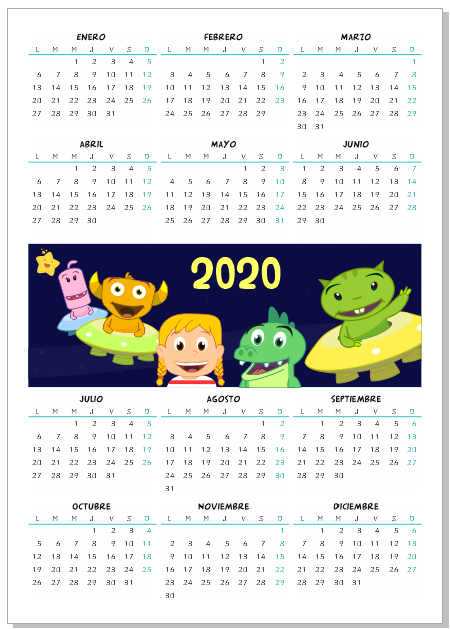 ENERO FEBRERO MARZO
L M M J V S D L M M J V S D L M M J V S D
1 2 3 4 5 1 2 1
6 7 8 9 10 11 12 3 4 5 6 7 8 9 2 3 4 5 6 7 8
13 14 15 16 17 18 19 10 11 12 13 14 15 16 9 10 11 12 13 14 15
20 21 22 23 24 25 26 17 18 19 20 21 22 23 16 17 18 19 20 21 22
27 28 29 30 31 24 25 26 27 28 29 23 24 25 26 27 28 29
30 31
ABRIL MAYO JUNIO
L M M J V S D L M M J V S D L M M J V S D
1 2 3 4 5 1 2 3 1 2 3 4 5 6 7
6 7 8 9 10 11 12 4 5 6 7 8 9 10 8 9 10 11 12 13 14
13 14 15 16 17 18 19 11 12 13 14 15 16 17 15 16 17 18 19 20 21
20 21 22 23 24 25 26 18 19 20 21 22 23 24 22 23 24 25 26 27 28
27 28 29 30 25 26 27 28 29 30 31 29 30
2020
JULIO AGOSTO SEPTIEMBRE
L M M J V S D L M M J V S D L M M J V S D
1 2 3 4 5 1 2 1 2 3 4 5 6
6 7 8 9 10 11 12 3 4 5 6 7 8 9 7 8 9 10 11 12 13
13 14 15 16 17 18 19 10 11 12 13 14 15 16 14 15 16 17 18 19 20
20 21 22 23 24 25 26 17 18 19 20 21 22 23 21 22 23 24 25 26 27
27 28 29 30 31 24 25 26 27 28 29 30 28 29 30
31
OCTUBRE NOVIEMBRE DICIEMBRE
L M M J V S D L M M J V S D L M M J V S D
1 2 3 4 1 1 2 3 4 5 6
5 6 7 8 9 10 11 2 3 4 5 6 7 8 7 8 9 10 11 12 13
12 13 14 15 16 17 18 9 10 11 12 13 14 15 14 15 16 17 18 19 20
19 20 21 22 23 24 25 16 17 18 19 20 21 22 21 22 23 24 25 26 27
26 27 28 29 30 31 23 24 25 26 27 28 29 28 29 30 31
30